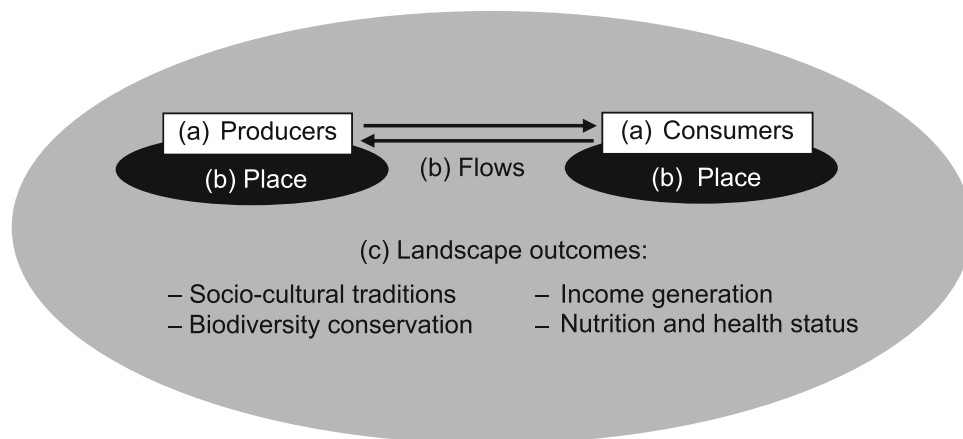 (a) Producers
(a) Consumers
(b) Place
(b) Flows
(b) Place
(c) Landscape outcomes:
– Socio-cultural traditions
– Income generation
– Biodiversity conservation
– Nutrition and health status